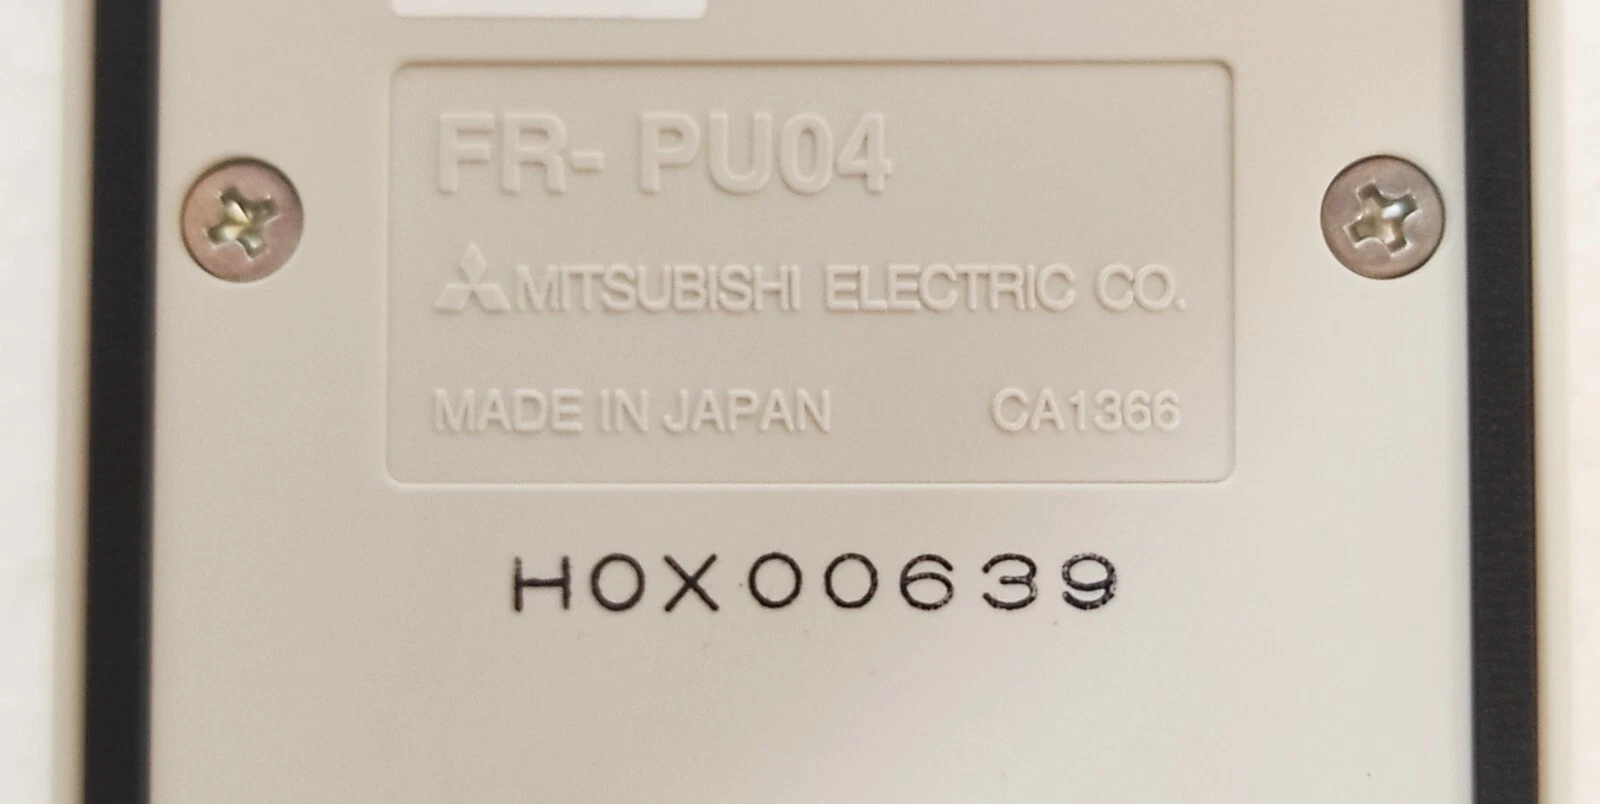 FR- PU04
MITSUBISHI ELECTRIC CO.
MADE IN JAPAN CA1366
H0X00639